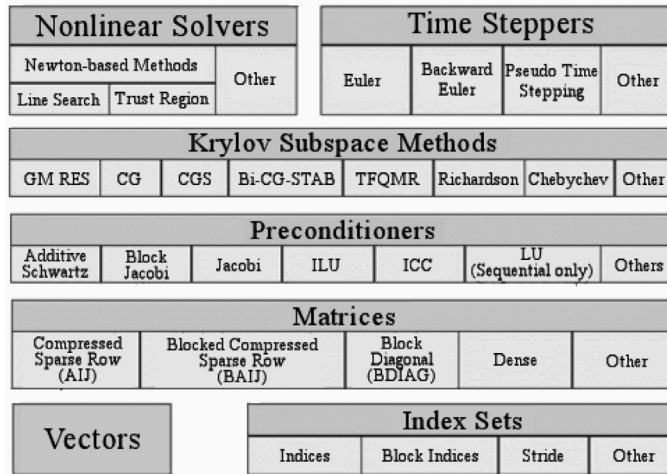 Nonlinear Solvers
Newton-based Methods
Line Search
Trust Region
Other
Time Steppers
Euler
Backward
Euler
Pseudo Time
Stepping
Other
Krylov Subspace Methods
GM RES
CG
CGS
Bi-CG-STAB
TFQMR
Richardson
Chebychev
Other
Preconditioners
Additive
Schwartz
Block
Jacobi
Jacobi
ILU
ICC
LU
(Sequential only)
Others
Matrices
Compressed
Sparse Row
(AIJ)
Blocked Compressed
Sparse Row
(BAIJ)
Block
Diagonal
(BDIAG)
Dense
Other
Vectors
Index Sets
Indices
Block Indices
Stride
Other